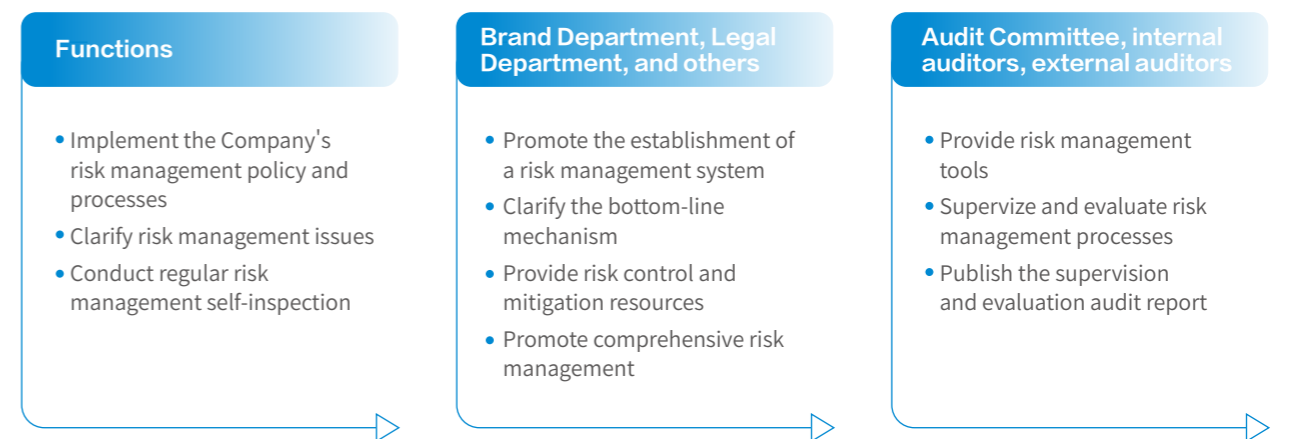 Functions
• Implement the Company's
risk management policy and
processes
• Clarify risk management issues
• Conduct regular risk
management self-inspection
Brand Department, Legal
Department, and others
• Promote the establishment of
a risk management system
• Clarify the bottom-line
mechanism
• Provide risk control and
mitigation resources
• Promote comprehensive risk
management
Audit Committee, internal
auditors, external auditors
• Provide risk management
tools
• Supervize and evaluate risk
management processes
• Publish the supervision
and evaluation audit report